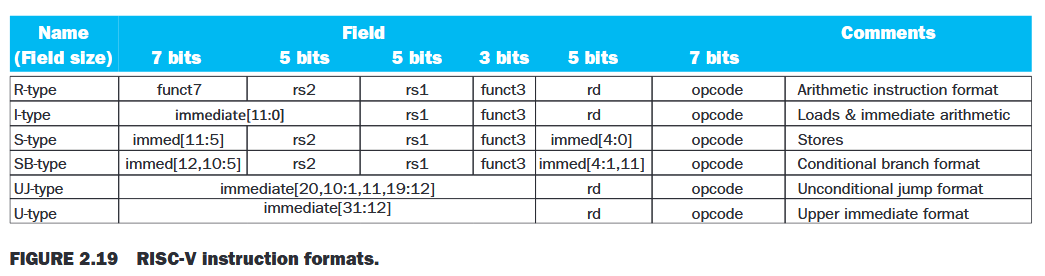 Name Field Comments
(Field size) 7 bits 5 bits 5 bits 3 bits 5 bits 7 bits
R-type funct7 rs2 rs1 funct3 rd opcode Arithmetic instruction format
I-type immediate[11:0] rs1 funct3 rd opcode Loads & immediate arithmetic
S-type immed[11:5] rs2 rs1 funct3 immed[4:0] opcode Stores
SB-type immed[12,10:5] rs2 rs1 funct3 immed[4:1,11] opcode Conditional branch format
UJ-type immediate[20,10:1,11,19:12] rd opcode Unconditional jump format
U-type immediate[31:12] rd opcode Upper immediate format
FIGURE 2.19 RISC-V instruction formats.